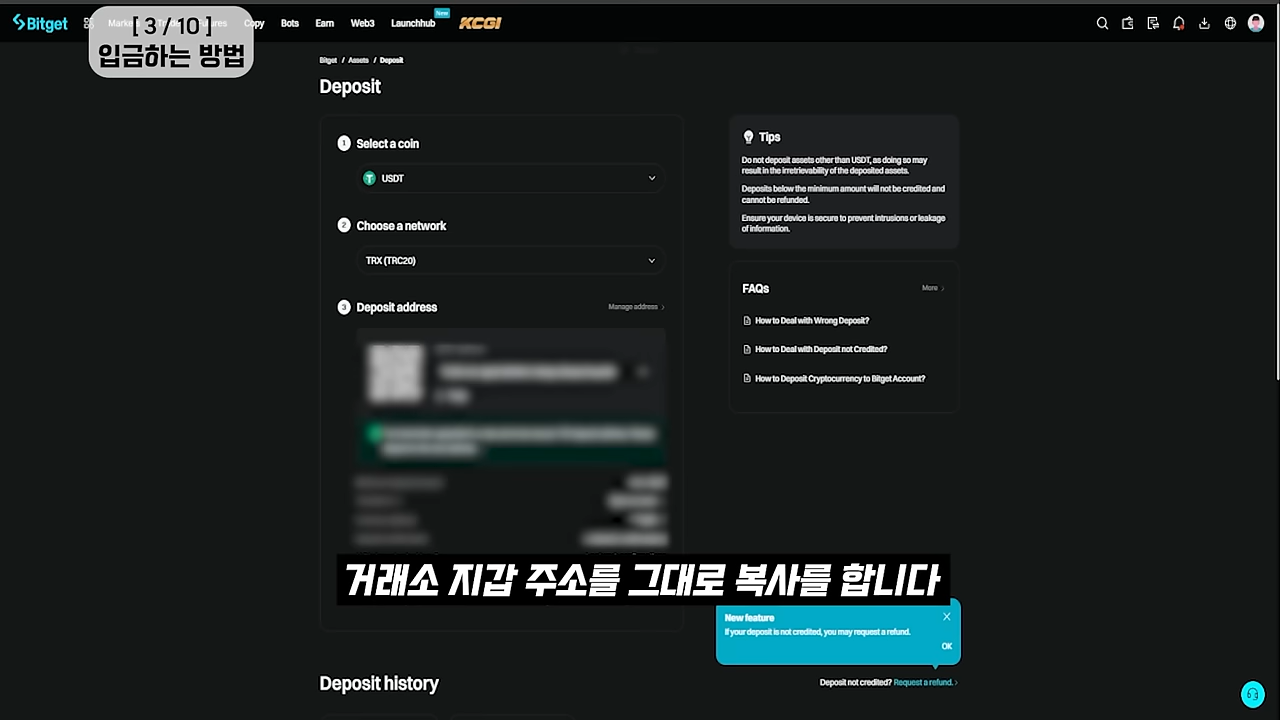 Bitget
Markets Trade Futures Copy Bots Earn Web3 Launchhub New KCGI
[ 3 / 10 ]
입금하는 방법
Bitget / Assets / Deposit
Deposit
1 Select a coin
USDT
2 Choose a network
TRX (TRC20)
3 Deposit address
Manage address >
Tips
Do not deposit assets other than USDT, as doing so may
result in the irretrievability of the deposited assets.
Deposits below the minimum amount will not be credited and
cannot be refunded.
Ensure your device is secure to prevent intrusions or leakage
of information.
FAQs
More >
How to Deal with Wrong Deposit?
How to Deal with Deposit not Credited?
How to Deposit Cryptocurrency to Bitget Account?
거래소 지갑 주소를 그대로 복사를 합니다
New feature
If your deposit is not credited, you may request a refund.
OK
Deposit history
Deposit not credited? Request a refund. >